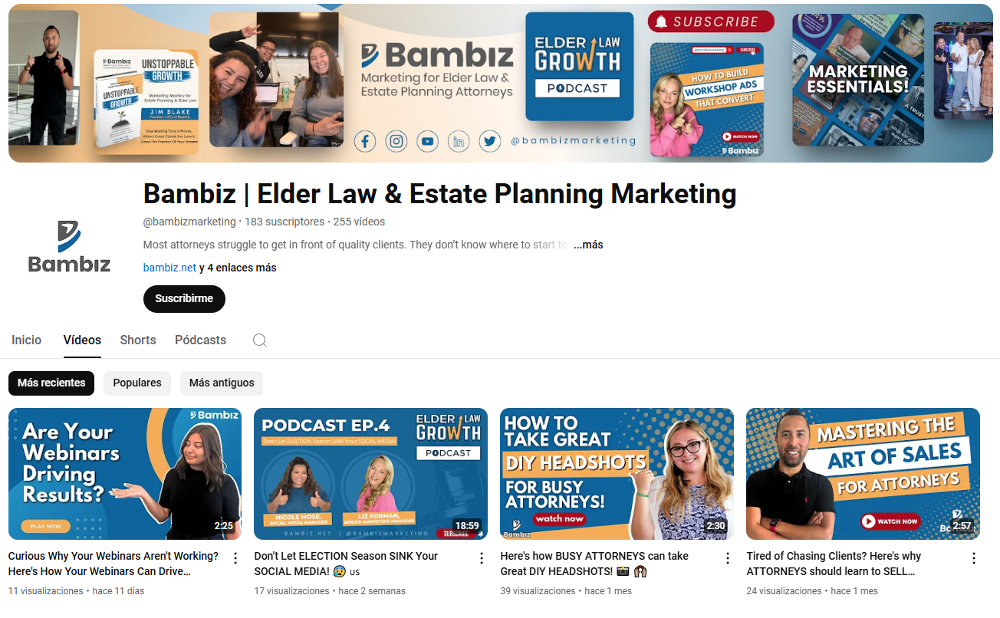 Bambiz
UNSTOPPABLE
GROWTH
Marketing Mastery for
Estate Planning & Elder Law
JIM BLAKE
Founder, CEO of Bambiz
Stop Wasting Time & Money,
Attract Great Clients You Love &
Grow The Practice Of Your Dreams
UNSTOPPABLE
GROWTH
JIM BLAKE
Bambiz
Marketing for Elder Law &
Estate Planning Attorneys
@bambizmarketing
ELDER LAW
GROWTH
PODCAST
SUBSCRIBE
HOW TO BUILD
WORKSHOP ADS
THAT CONVERT
WATCH NOW
Bambiz
MARKETING
ESSENTIALS!
Bambiz | Elder Law & Estate Planning Marketing
@bambizmarketing · 183 suscriptores · 255 vídeos
Most attorneys struggle to get in front of quality clients. They don’t know where to start to ...más
bambiz.net y 4 enlaces más
Suscribirme
Bambiz
Inicio Vídeos Shorts Pódcasts
Más recientes Populares Más antiguos
Bambiz
Are Your
Webinars
Driving
Results?
PLAY NOW
2:25
PODCAST EP.4
Don't Let ELECTION Season SINK Your SOCIAL MEDIA!
ELDER LAW
GROWTH
PODCAST
NICOLE MOSE,
SOCIAL MEDIA MANAGER
LIZ FORMAN,
SENIOR MARKETING MANAGER
BAMBIZ.NET | @BAMBIZMARKETING
SUBSCRIBE
18:59
HOW TO
TAKE GREAT
DIY HEADSHOTS
FOR BUSY
ATTORNEYS!
watch now
Bambiz
2:30
MASTERING THE
ART OF SALES
FOR ATTORNEYS
WATCH NOW
2:57
Curious Why Your Webinars Aren't Working?
Here's How Your Webinars Can Drive…
11 visualizaciones · hace 11 días
Don't Let ELECTION Season SINK Your
SOCIAL MEDIA! 😰 us
17 visualizaciones · hace 2 semanas
Here's how BUSY ATTORNEYS can take
Great DIY HEADSHOTS! 📸 👩
39 visualizaciones · hace 1 mes
Tired of Chasing Clients? Here's why
ATTORNEYS should learn to SELL…
24 visualizaciones · hace 1 mes